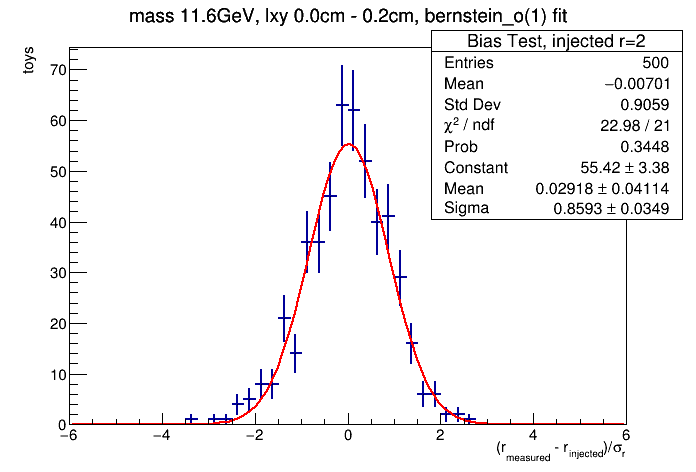 mass 11.6GeV, lxy 0.0cm - 0.2cm, bernstein_o(1) fit
toys
Bias Test, injected r=2
Entries 500
Mean −0.00701
Std Dev 0.9059
χ² / ndf 22.98 / 21
Prob 0.3448
Constant 55.42 ± 3.38
Mean 0.02918 ± 0.04114
Sigma 0.8593 ± 0.0349
70
60
50
40
30
20
10
0
−6 −4 −2 0 2 4 6
(r_measured - r_injected)/σ_r